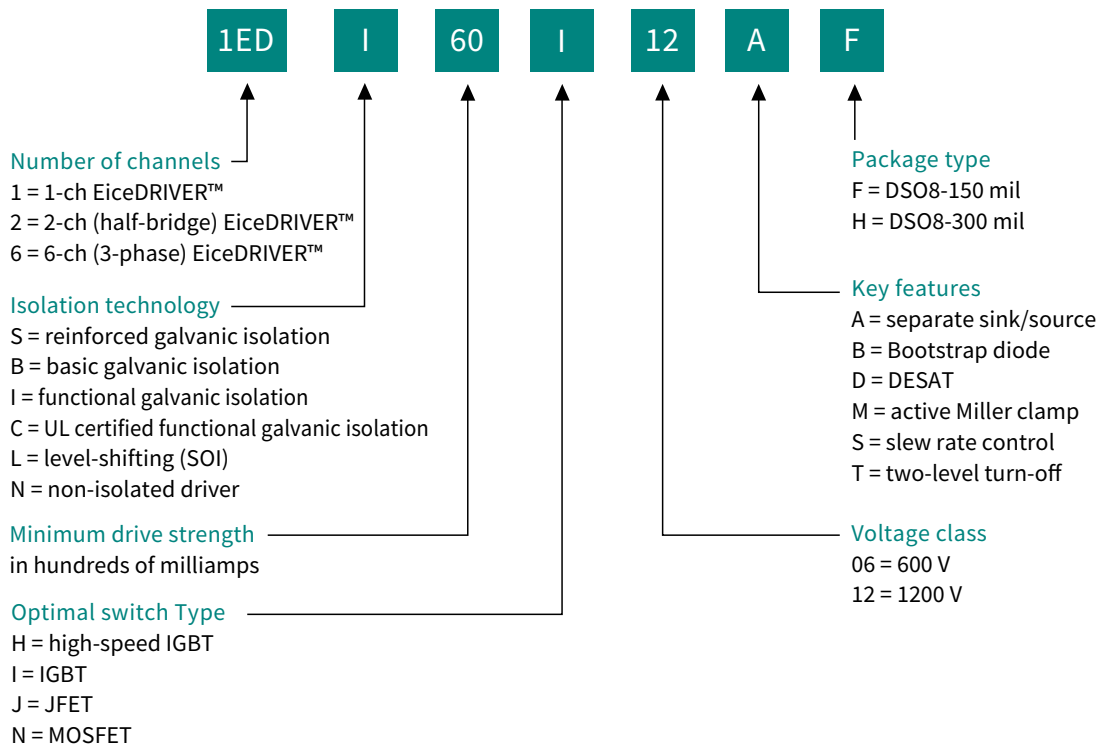 1ED I 60 I 12 A F
Number of channels
1 = 1-ch EiceDRIVER™
2 = 2-ch (half-bridge) EiceDRIVER™
6 = 6-ch (3-phase) EiceDRIVER™
Isolation technology
S = reinforced galvanic isolation
B = basic galvanic isolation
I = functional galvanic isolation
C = UL certified functional galvanic isolation
L = level-shifting (SOI)
N = non-isolated driver
Minimum drive strength
in hundreds of milliamps
Optimal switch Type
H = high-speed IGBT
I = IGBT
J = JFET
N = MOSFET
Package type
F = DSO8-150 mil
H = DSO8-300 mil
Key features
A = separate sink/source
B = Bootstrap diode
D = DESAT
M = active Miller clamp
S = slew rate control
T = two-level turn-off
Voltage class
06 = 600 V
12 = 1200 V